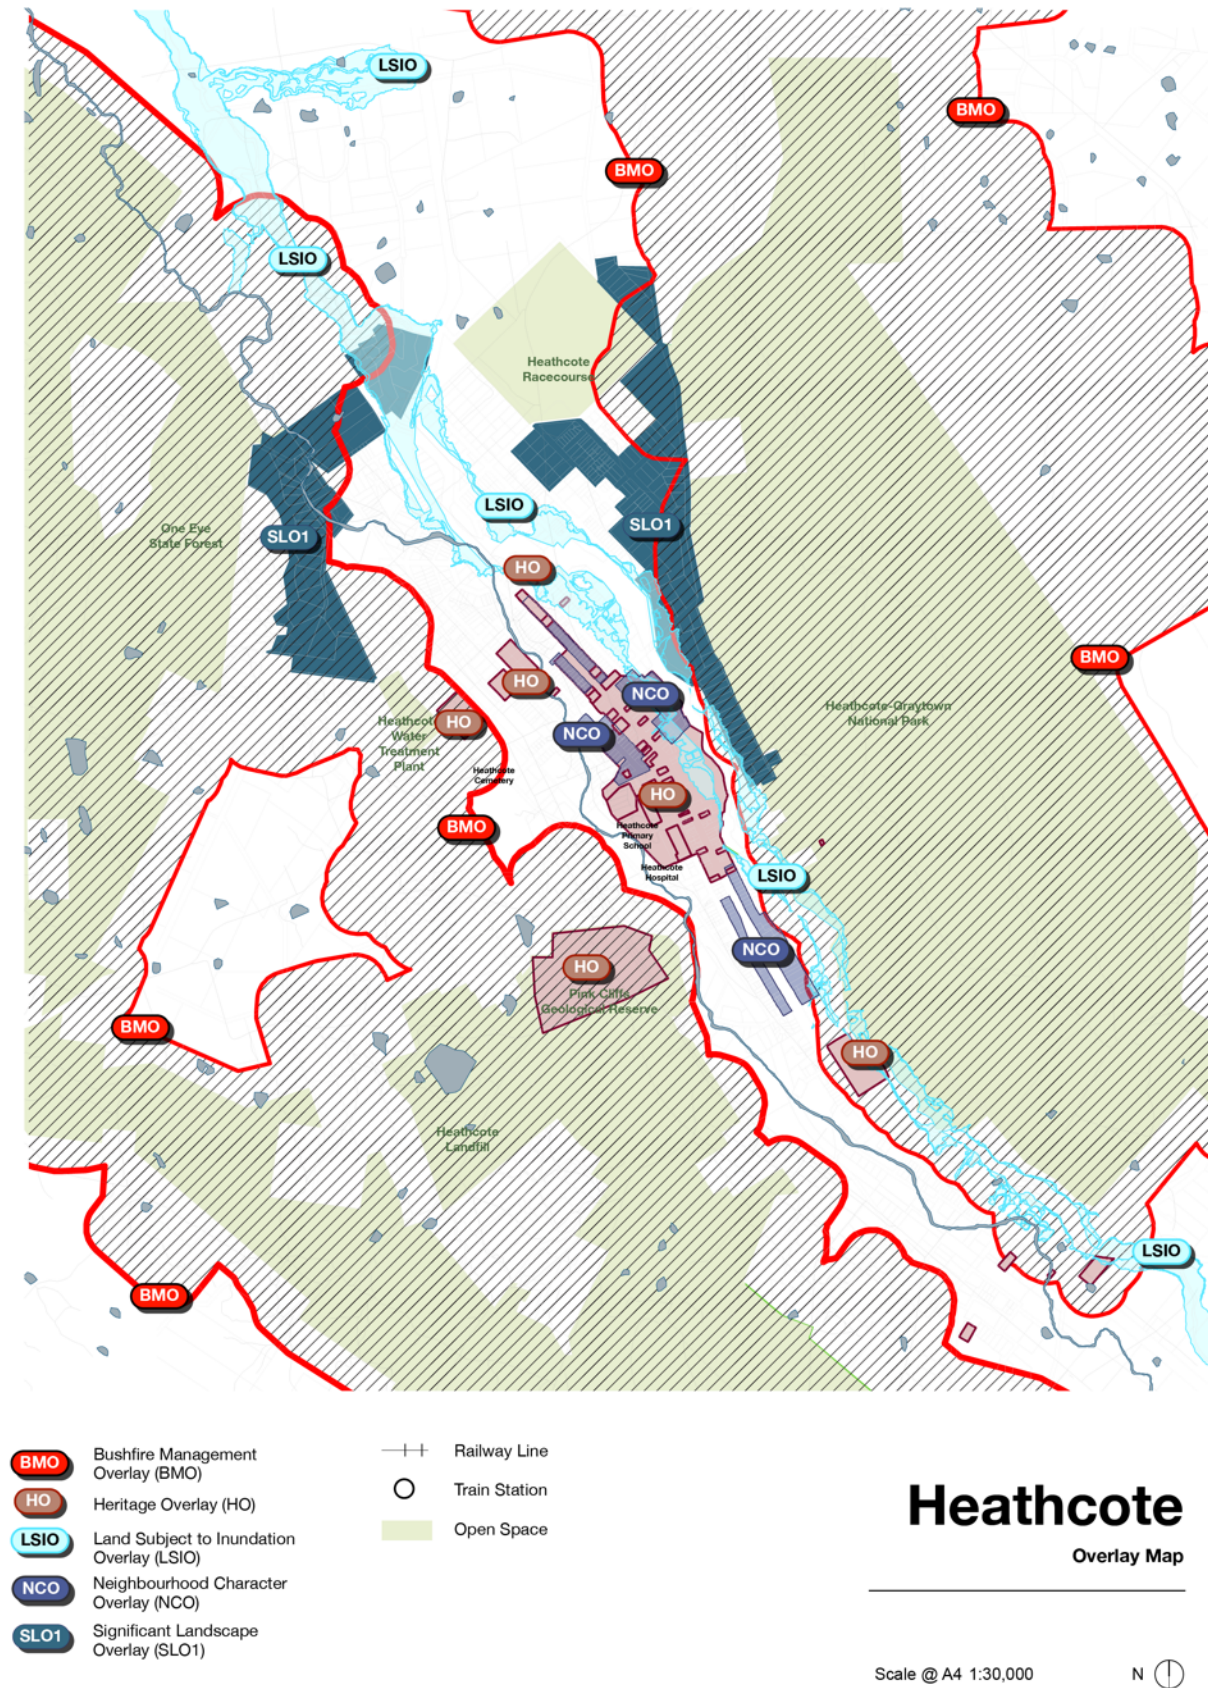 LSIO
BMO
BMO
LSIO
Heathcote
Racecourse
LSIO
SLO1
One Eye
State Forest
SLO1
HO
BMO
HO
NCO
Heathcote-Graytown
National Park
HO
Heathcote
Water
Treatment
Plant
NCO
Heathcote
Cemetery
HO
BMO
Heathcote
Primary
School
Heathcote
Hospital
LSIO
NCO
HO
Pink Cliffs
Geological Reserve
BMO
HO
Heathcote
Landfill
LSIO
BMO
BMO
Bushfire Management
Overlay (BMO)
HO
Heritage Overlay (HO)
LSIO
Land Subject to Inundation
Overlay (LSIO)
NCO
Neighbourhood Character
Overlay (NCO)
SLO1
Significant Landscape
Overlay (SLO1)
Railway Line
Train Station
Open Space
Heathcote
Overlay Map
Scale @ A4 1:30,000
N